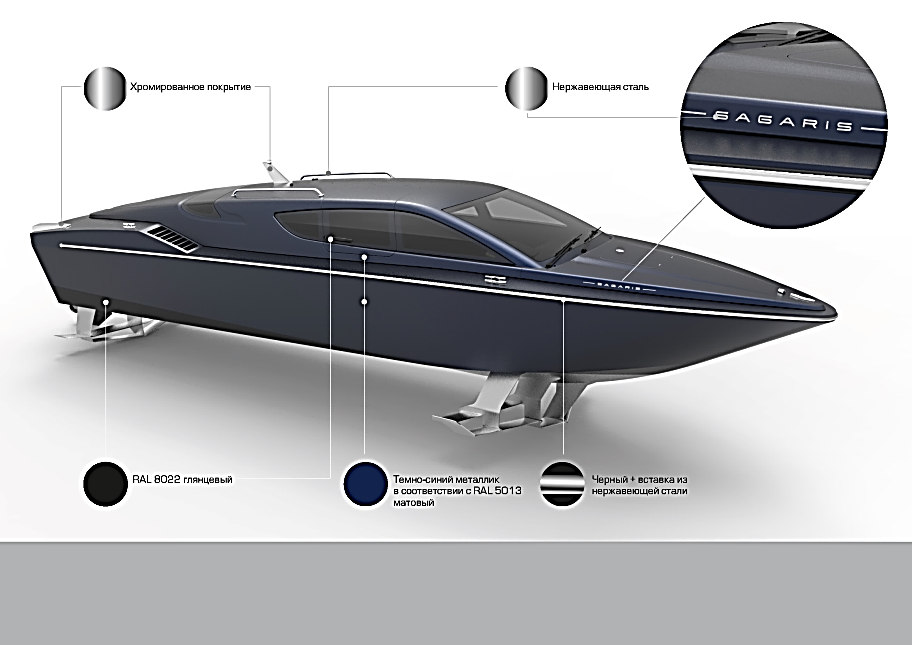 Хромированное покрытие
Нержавеющая сталь
SAGARIS
SAGARIS
RAL 8022 глянцевый
Темно-синий металлик
в соответствии с RAL 5013
матовый
Черный + вставка из
нержавеющей стали